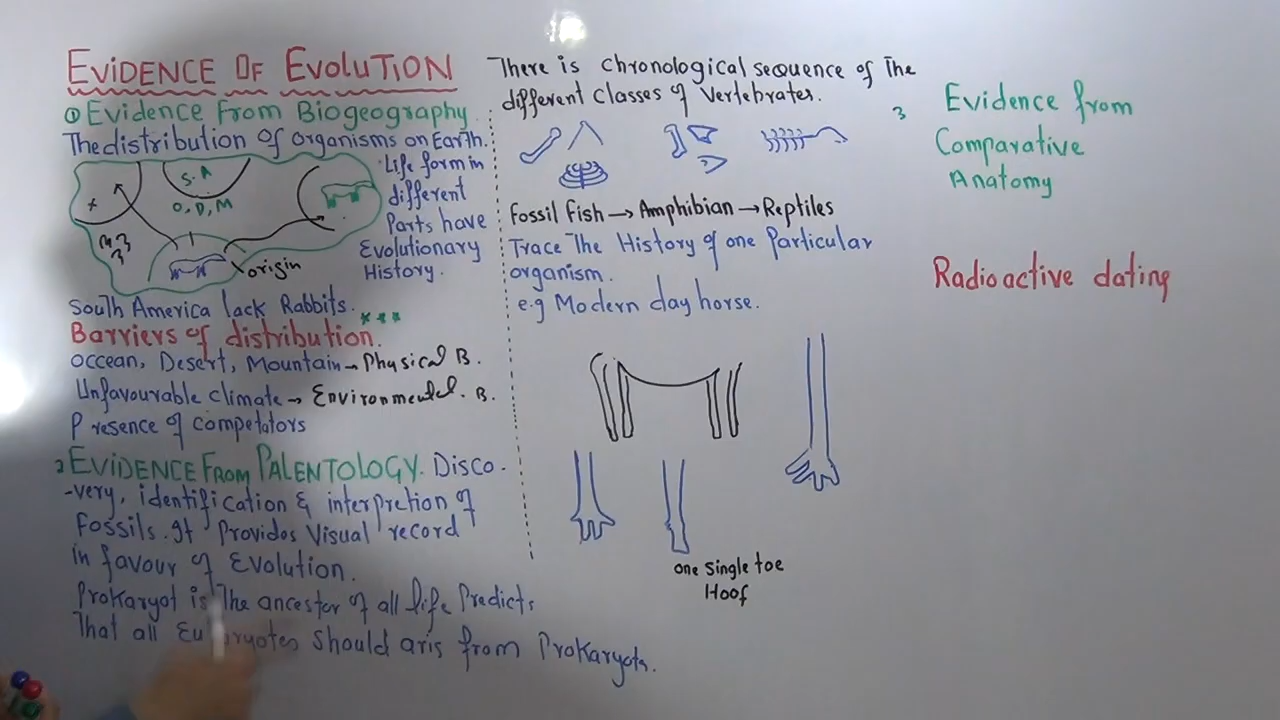 EViDENCE OF EVOLUTiON
① Evidence From Biogeography.
The distribution of organisms on Earth.
S.A
O, D, M
origin
Life form in
different
Parts have
Evolutionary
History.
South America lack Rabbits. ***
Barriers of distribution.
occean, Desert, Mountain → Physical B.
Unfavourable climate → Environmental. B.
Presence of competators
2 EViDENCE FROM PALENTOLOGY. Disco-
-very, identification & interpretion of
Fossils. It Provides Visual record
in favour of Evolution.
Prokaryot is The ancestor of all life Predicts
That all Eukaryotes Should aris from Prokaryots.
There is chronological sequence of The
different Classes of Vertebrates.
Fossil Fish → Amphibian → Reptiles
Trace The History of one Particular
organism.
e.g Modern day horse.
one Single toe
Hoof
3 Evidence from
Comparative
Anatomy
Radioactive dating